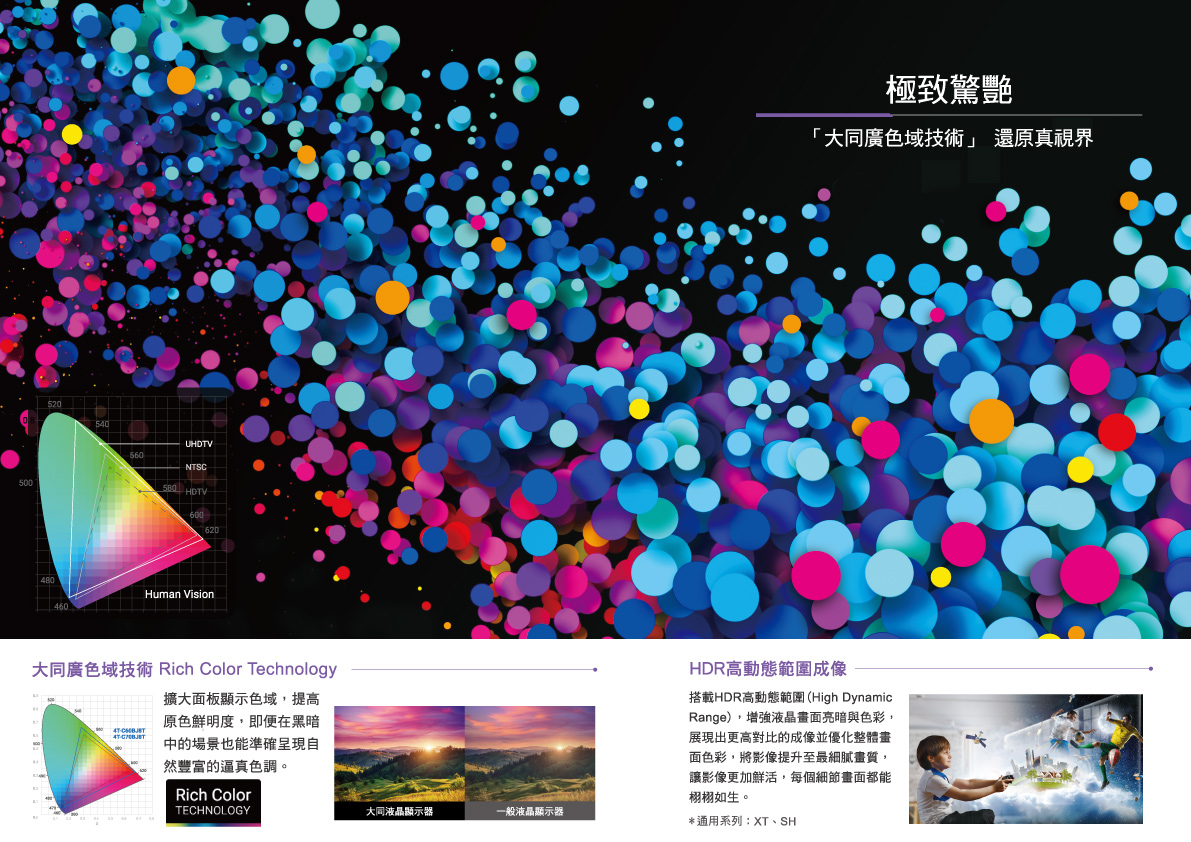 極致驚艷
「大同廣色域技術」 還原真視界
520
540
UHDTV
560
NTSC
500
580
HDTV
600
620
480
Human Vision
460
大同廣色域技術 Rich Color Technology
擴大面板顯示色域，提高
原色鮮明度，即便在黑暗
中的場景也能準確呈現自
然豐富的逼真色調。
520
540
560
4T-C60BJ8T
4T-C70BJ8T
500
580
600
620
480
470
460
380
Rich Color
TECHNOLOGY
大同液晶顯示器
一般液晶顯示器
HDR高動態範圍成像
搭載HDR高動態範圍(High Dynamic
Range)，增強液晶畫面亮暗與色彩，
展現出更高對比的成像並優化整體畫
面色彩，將影像提升至最細膩畫質，
讓影像更加鮮活，每個細節畫面都能
栩栩如生。
*適用系列：XT、SH